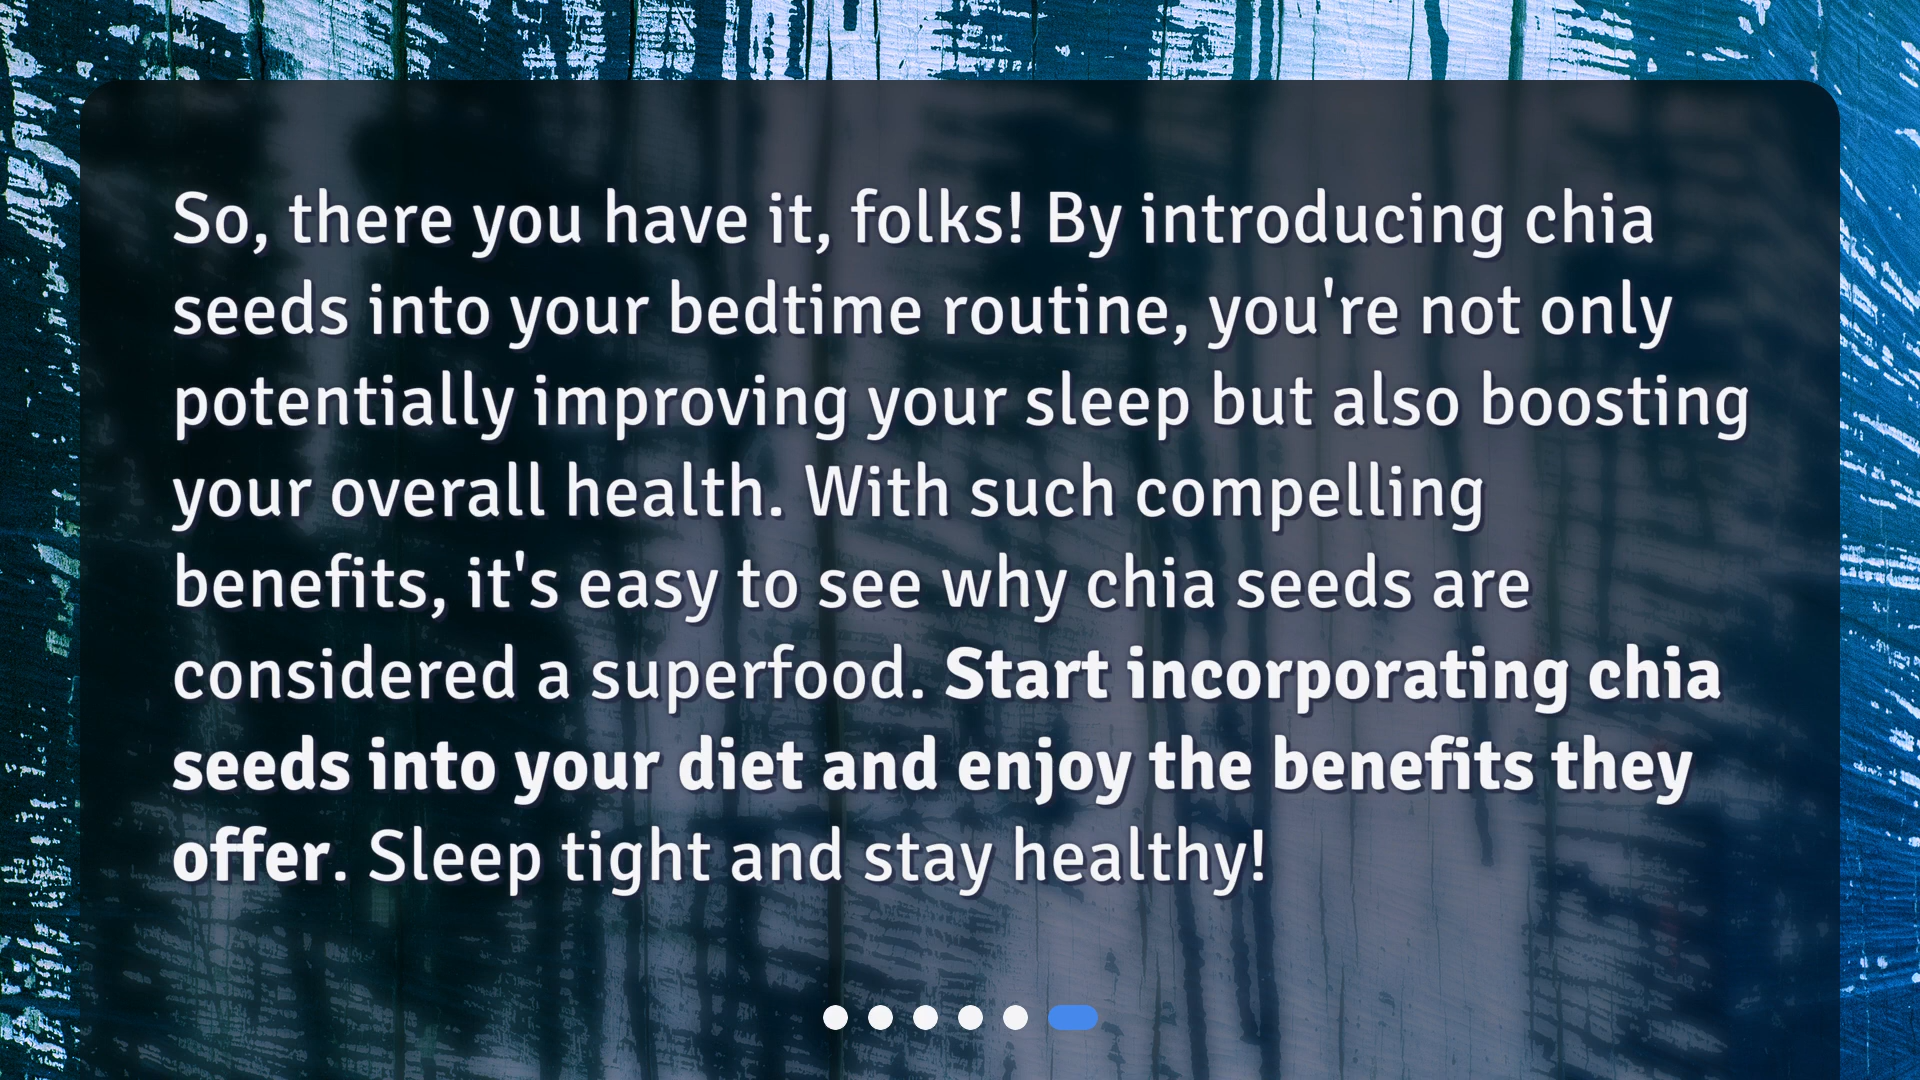 So, there you have it, folks! By introducing chia
seeds into your bedtime routine, you're not only
potentially improving your sleep but also boosting
your overall health. With such compelling
benefits, it's easy to see why chia seeds are
considered a superfood. Start incorporating chia
seeds into your diet and enjoy the benefits they
offer. Sleep tight and stay healthy!